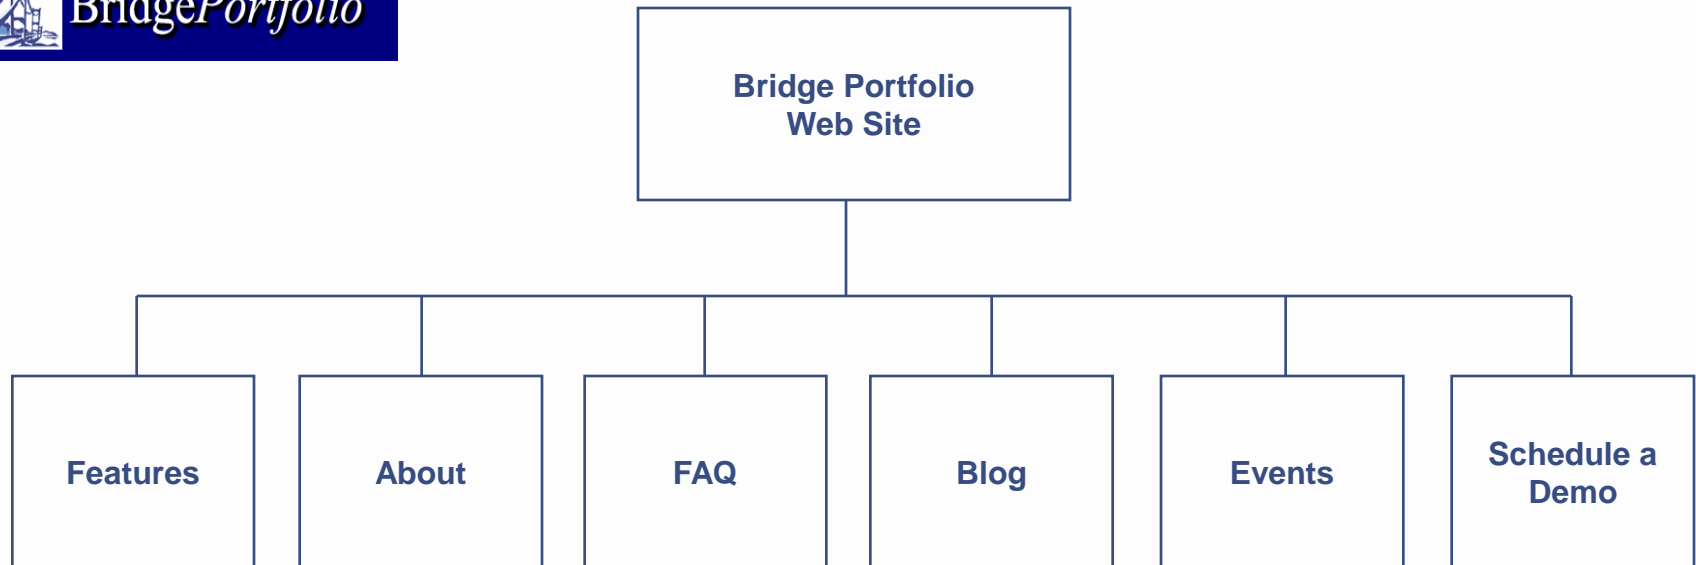 BridgePortfolio
Bridge Portfolio
Web Site
Features
About
FAQ
Blog
Events
Schedule a
Demo